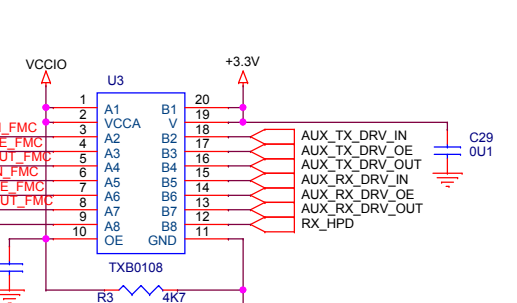 VCCIO
+3.3V
U3
1 A1 B1 20
2 VCCA V 19
_FMC 3 A2 B2 18 AUX_TX_DRV_IN
E_FMC 4 A3 B3 17 AUX_TX_DRV_OE
UT_FMC 5 A4 B4 16 AUX_TX_DRV_OUT
_FMC 6 A5 B5 15 AUX_RX_DRV_IN
E_FMC 7 A6 B6 14 AUX_RX_DRV_OE
UT_FMC 8 A7 B7 13 AUX_RX_DRV_OUT
9 A8 B8 12 RX_HPD
10 OE GND 11
C29
0U1
TXB0108
R3 4K7